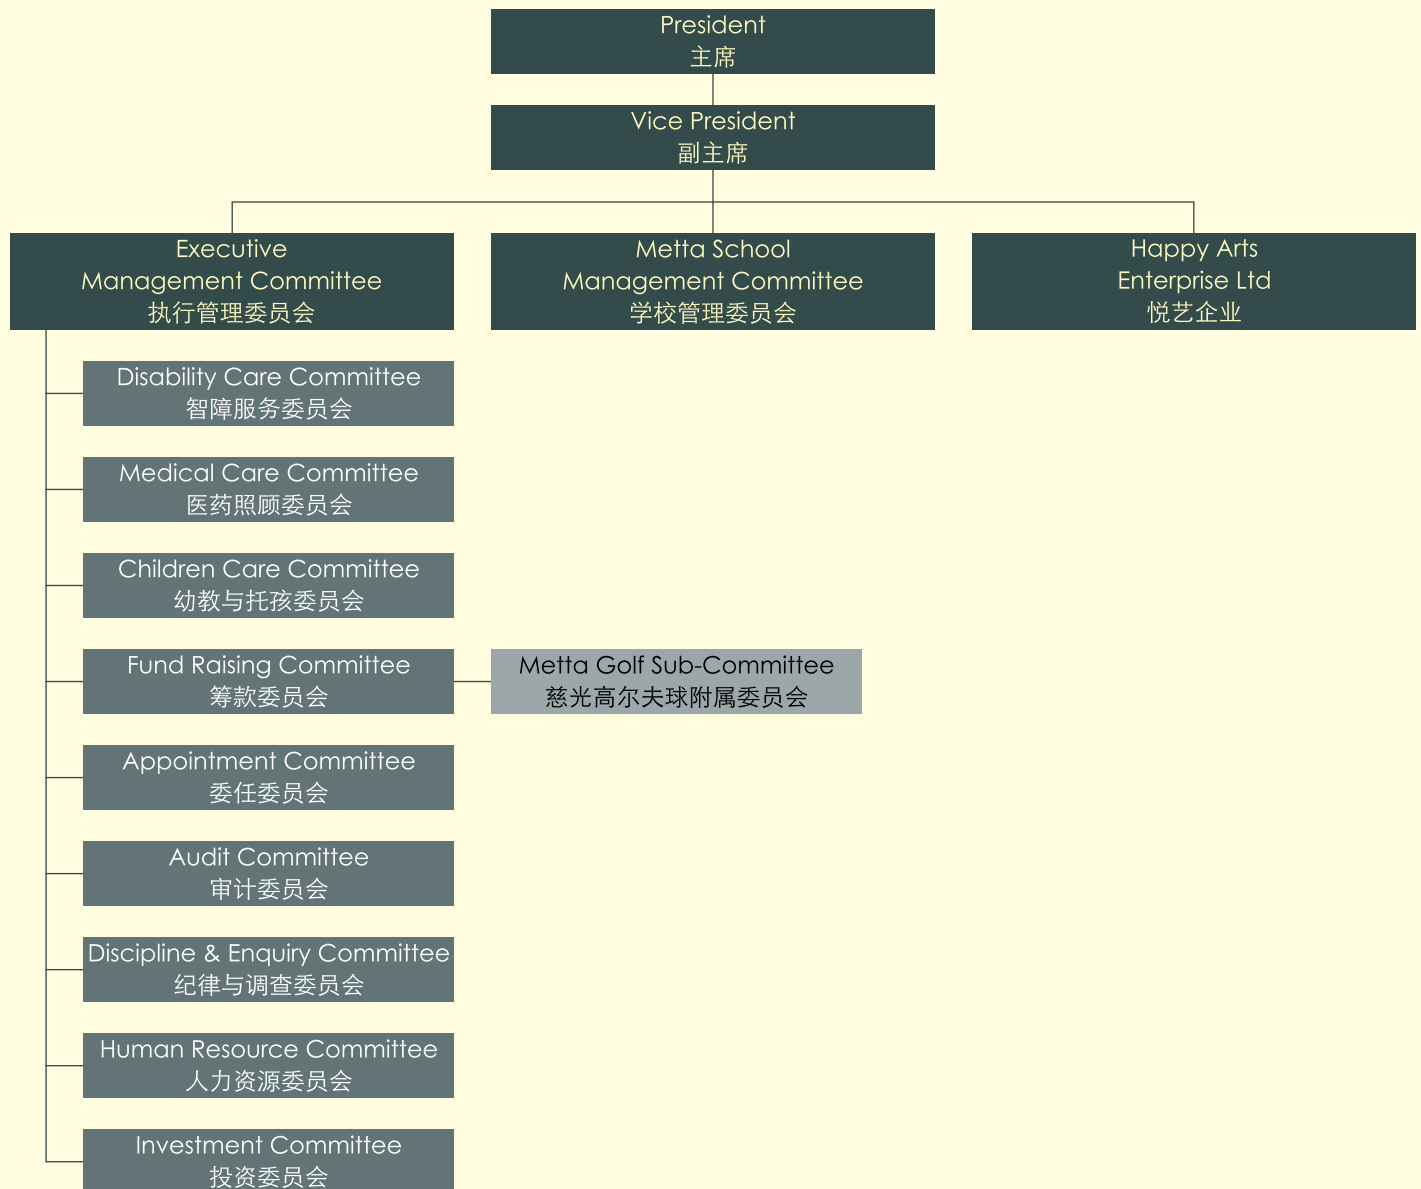 President
主席
Vice President
副主席
Executive
Management Committee
执行管理委员会
Metta School
Management Committee
学校管理委员会
Happy Arts
Enterprise Ltd
悦艺企业
Disability Care Committee
智障服务委员会
Medical Care Committee
医药照顾委员会
Children Care Committee
幼教与托孩委员会
Fund Raising Committee
筹款委员会
Metta Golf Sub-Committee
慈光高尔夫球附属委员会
Appointment Committee
委任委员会
Audit Committee
审计委员会
Discipline & Enquiry Committee
纪律与调查委员会
Human Resource Committee
人力资源委员会
Investment Committee
投资委员会